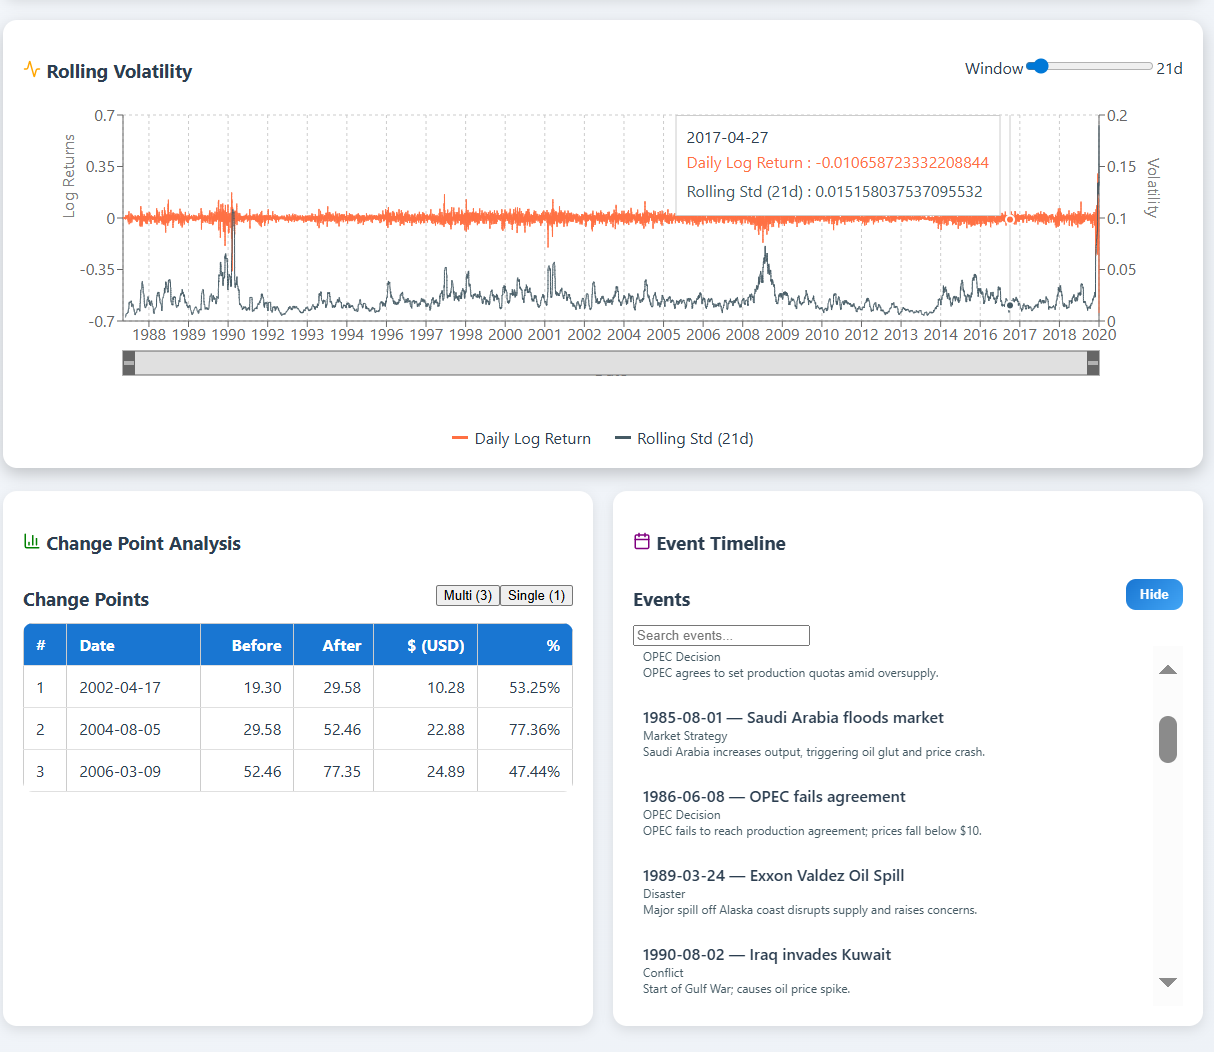 Rolling Volatility
Window 21d
0.7 0.2
2017-04-27
Daily Log Return : -0.010658723332208844
Rolling Std (21d) : 0.015158037537095532
0.35 0.15
Log Returns
Volatility
0 0.1
-0.35 0.05
-0.7 0
1988 1989 1990 1992 1993 1994 1996 1997 1998 2000 2001 2002 2004 2005 2006 2008 2009 2010 2012 2013 2014 2016 2017 2018 2020
Daily Log Return Rolling Std (21d)
Change Point Analysis
Change Points
Multi (3) Single (1)
# Date Before After $ (USD) %
1 2002-04-17 19.30 29.58 10.28 53.25%
2 2004-08-05 29.58 52.46 22.88 77.36%
3 2006-03-09 52.46 77.35 24.89 47.44%
Event Timeline
Events
Hide
Search events...
OPEC Decision
OPEC agrees to set production quotas amid oversupply.
1985-08-01 — Saudi Arabia floods market
Market Strategy
Saudi Arabia increases output, triggering oil glut and price crash.
1986-06-08 — OPEC fails agreement
OPEC Decision
OPEC fails to reach production agreement; prices fall below $10.
1989-03-24 — Exxon Valdez Oil Spill
Disaster
Major spill off Alaska coast disrupts supply and raises concerns.
1990-08-02 — Iraq invades Kuwait
Conflict
Start of Gulf War; causes oil price spike.